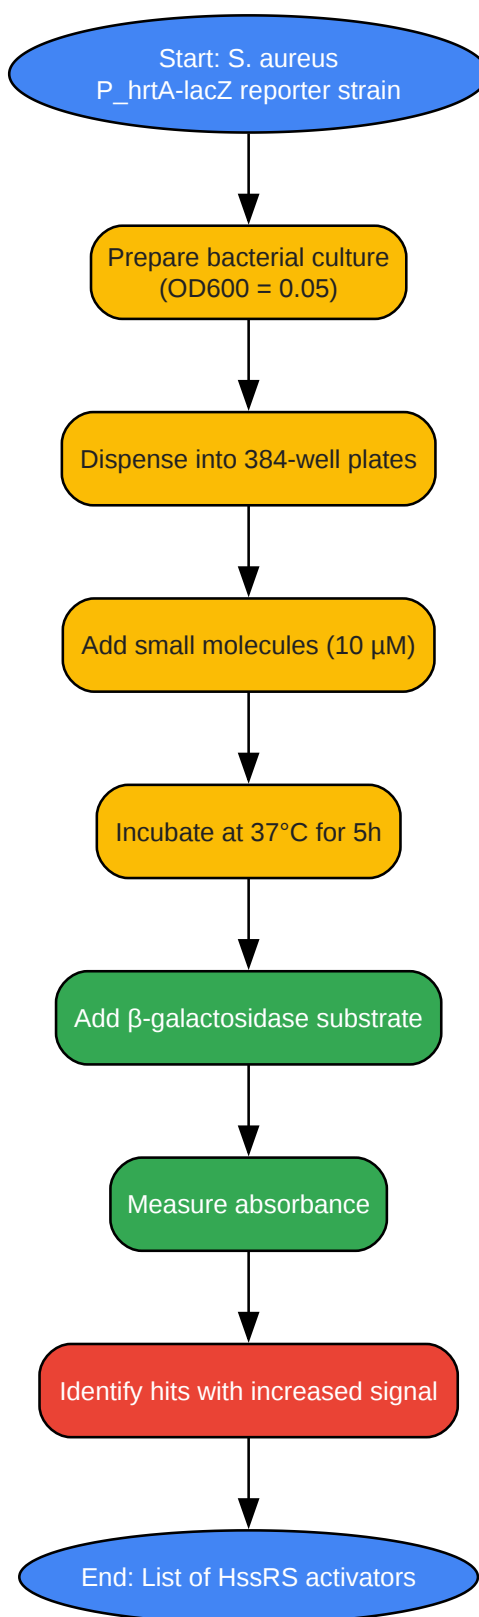 Start: S. aureus
P_hrtA-lacZ reporter strain
Prepare bacterial culture
(OD600 = 0.05)
Dispense into 384-well plates
Add small molecules (10 µM)
Incubate at 37°C for 5h
Add β-galactosidase substrate
Measure absorbance
Identify hits with increased signal
End: List of HssRS activators